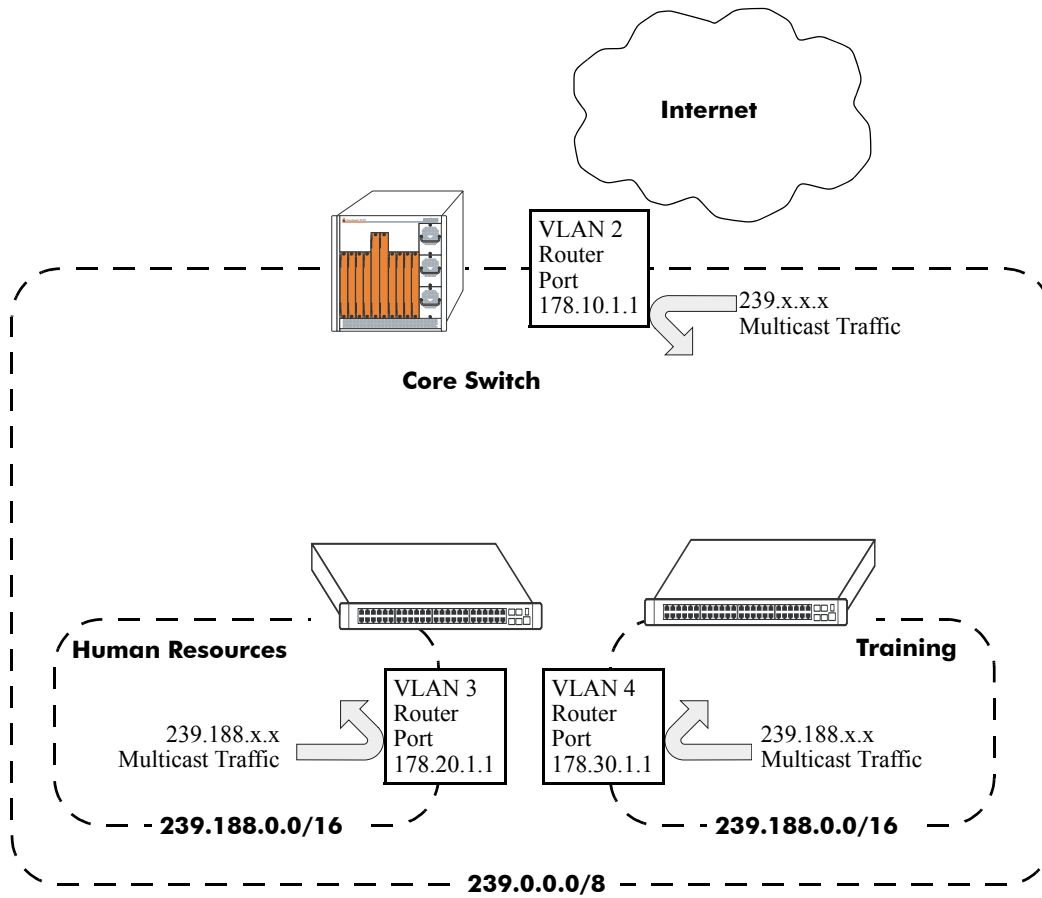 Internet
VLAN 2
Router
Port
178.10.1.1
239.x.x.x
Multicast Traffic
Core Switch
Human Resources
Training
VLAN 3
Router
Port
178.20.1.1
VLAN 4
Router
Port
178.30.1.1
239.188.x.x
Multicast Traffic
239.188.x.x
Multicast Traffic
239.188.0.0/16
239.188.0.0/16
239.0.0.0/8